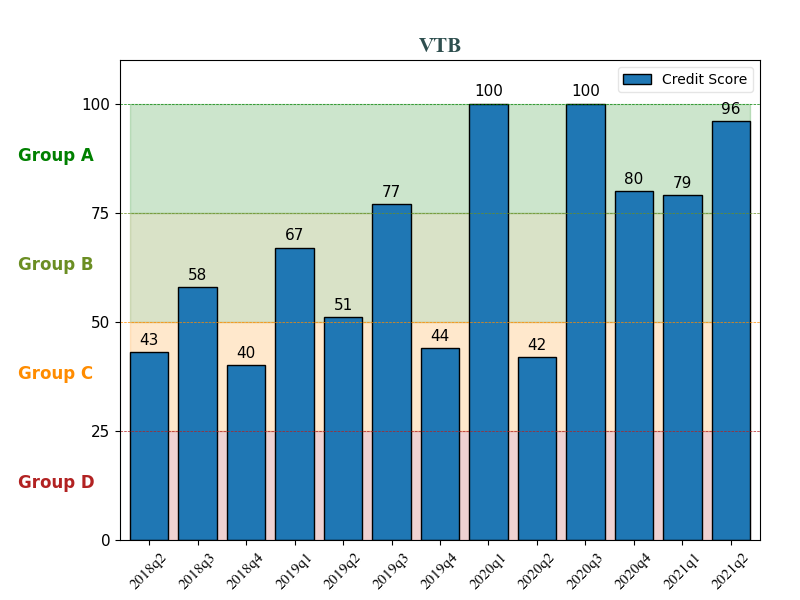 VTB
Credit Score
100
75
50
25
0
Group A
Group B
Group C
Group D
43
58
40
67
51
77
44
100
42
100
80
79
96
2018q2
2018q3
2018q4
2019q1
2019q2
2019q3
2019q4
2020q1
2020q2
2020q3
2020q4
2021q1
2021q2